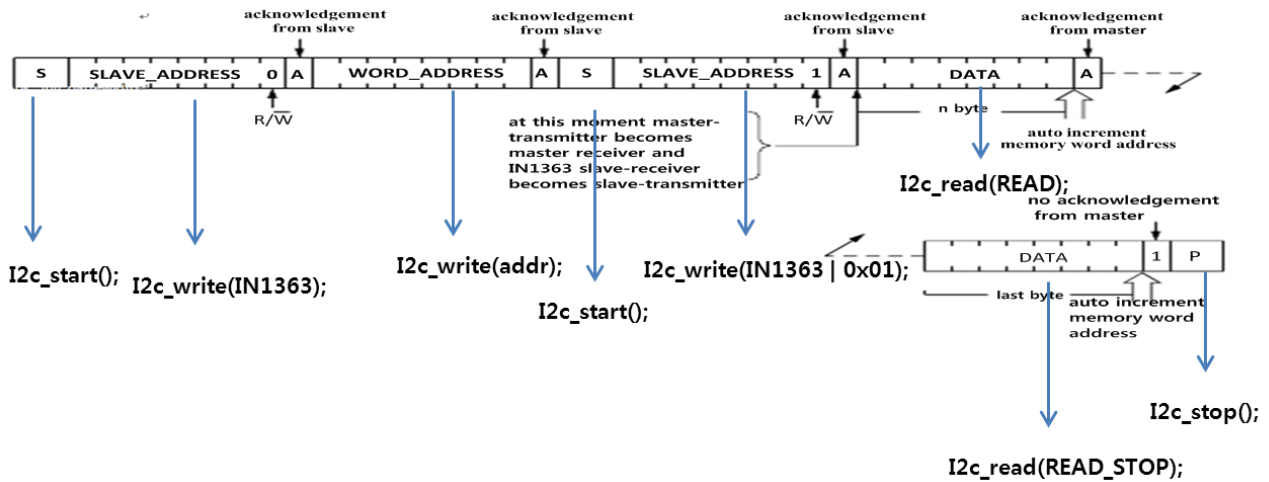 acknowledgement
from slave
acknowledgement
from slave
acknowledgement
from slave
acknowledgement
from master
S SLAVE_ADDRESS 0 A WORD_ADDRESS A S SLAVE_ADDRESS 1 A DATA A
R/W̅
R/W̅
n byte
at this moment master-
transmitter becomes
master receiver and
IN1363 slave-receiver
becomes slave-transmitter
auto increment
memory word address
I2c_read(READ);
no acknowledgement
from master
I2c_start();
I2c_write(IN1363);
I2c_write(addr);
I2c_start();
I2c_write(IN1363 | 0x01);
DATA 1 P
last byte
auto increment
memory word
address
I2c_stop();
I2c_read(READ_STOP);